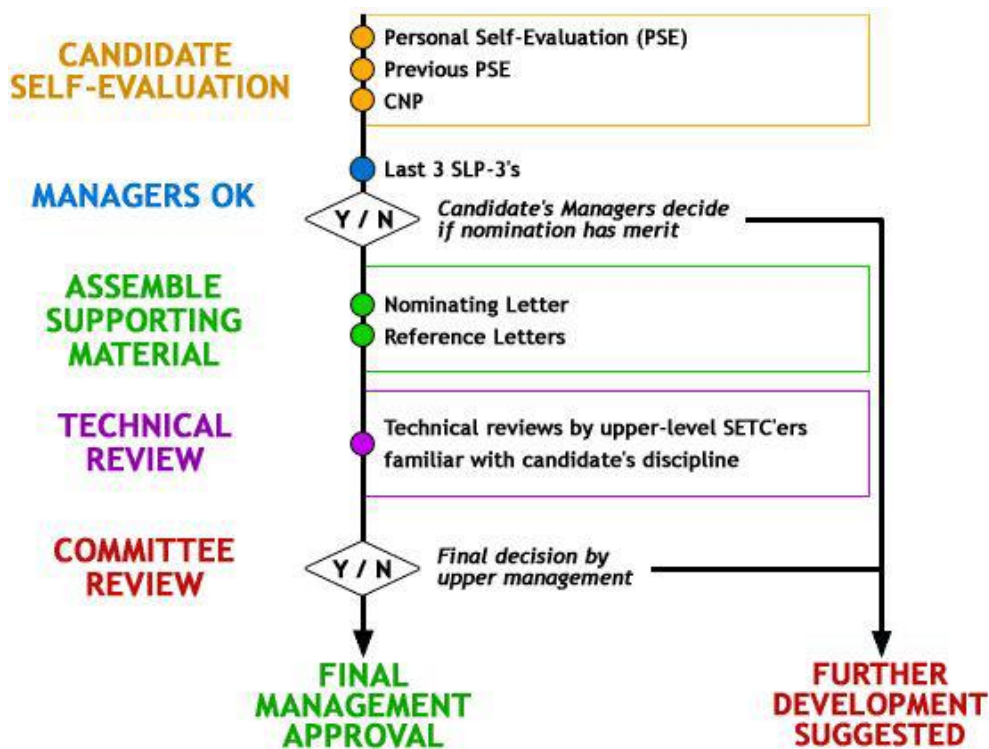 CANDIDATE
SELF-EVALUATION
Personal Self-Evaluation (PSE)
Previous PSE
CNP
Last 3 SLP-3's
MANAGERS OK
Y / N
Candidate's Managers decide
if nomination has merit
ASSEMBLE
SUPPORTING
MATERIAL
Nominating Letter
Reference Letters
TECHNICAL
REVIEW
Technical reviews by upper-level SETC'ers
familiar with candidate's discipline
COMMITTEE
REVIEW
Y / N
Final decision by
upper management
FINAL
MANAGEMENT
APPROVAL
FURTHER
DEVELOPMENT
SUGGESTED